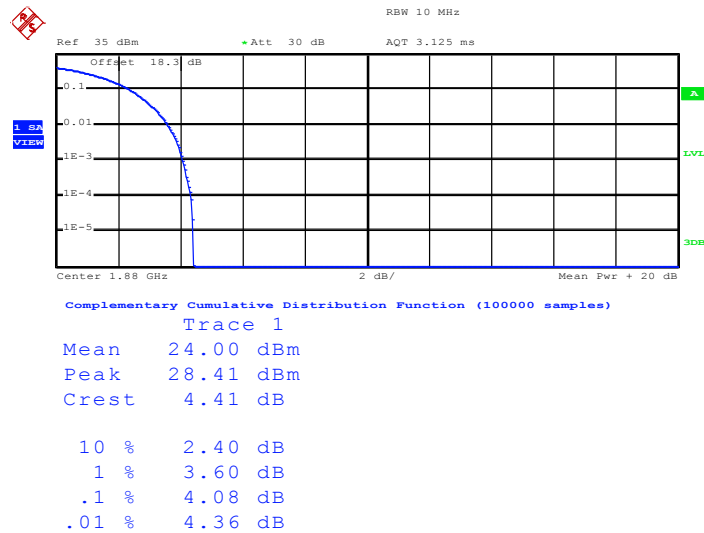 RBW 10 MHz
Ref 35 dBm *Att 30 dB AQT 3.125 ms
Offset 18.3 dB
0.1
A
0.01
1 SA
VIEW
1E-3
LVL
1E-4
1E-5
3DB
Center 1.88 GHz 2 dB/ Mean Pwr + 20 dB
Complementary Cumulative Distribution Function (100000 samples)
Trace 1
Mean 24.00 dBm
Peak 28.41 dBm
Crest 4.41 dB
10 % 2.40 dB
1 % 3.60 dB
.1 % 4.08 dB
.01 % 4.36 dB